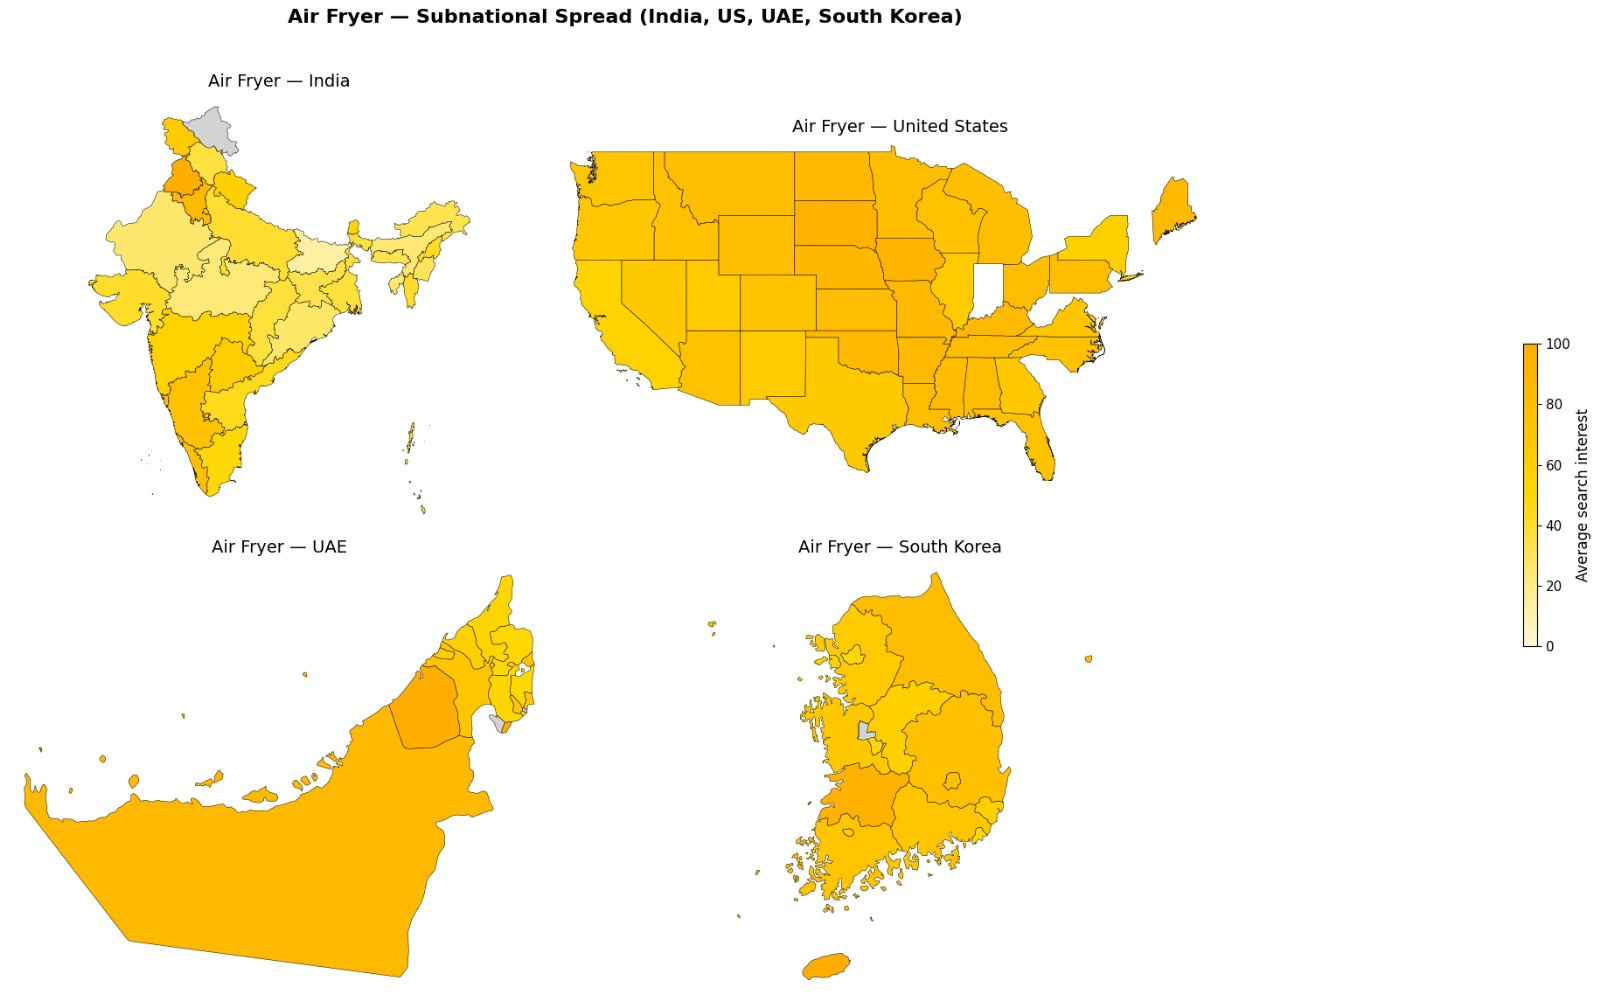 Air Fryer — Subnational Spread (India, US, UAE, South Korea)
Air Fryer — India
Air Fryer — United States
Air Fryer — UAE
Air Fryer — South Korea
100
80
60
40
20
0
Average search interest